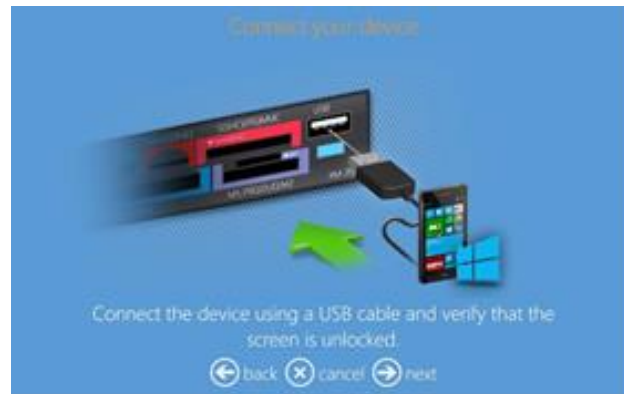 Connect your device
USB
Connect the device using a USB cable and verify that the
screen is unlocked.
back cancel next